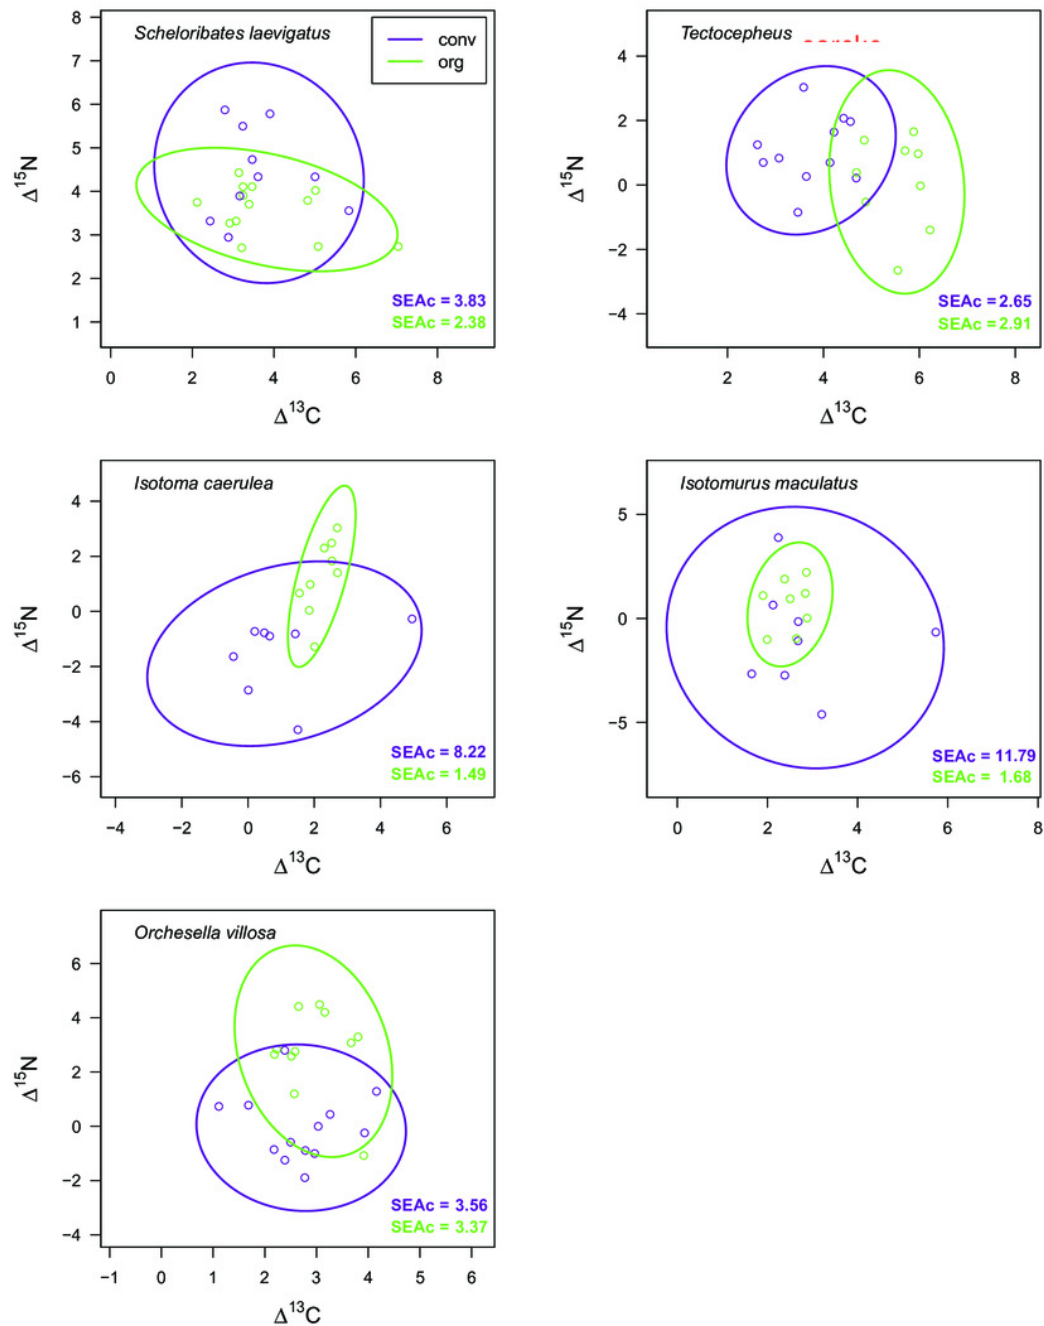 Scheloribates laevigatus
conv
org
8
7
6
5
4
3
2
1
Δ15N
SEAc = 3.83
SEAc = 2.38
0 2 4 6 8
Δ13C
Tectocepheus
4
2
0
−2
−4
Δ15N
SEAc = 2.65
SEAc = 2.91
2 4 6 8
Δ13C
Isotoma caerulea
4
2
0
−2
−4
−6
Δ15N
SEAc = 8.22
SEAc = 1.49
−4 −2 0 2 4 6
Δ13C
Isotomurus maculatus
5
0
−5
Δ15N
SEAc = 11.79
SEAc = 1.68
0 2 4 6 8
Δ13C
Orchesella villosa
6
4
2
0
−2
−4
Δ15N
SEAc = 3.56
SEAc = 3.37
−1 0 1 2 3 4 5 6
Δ13C